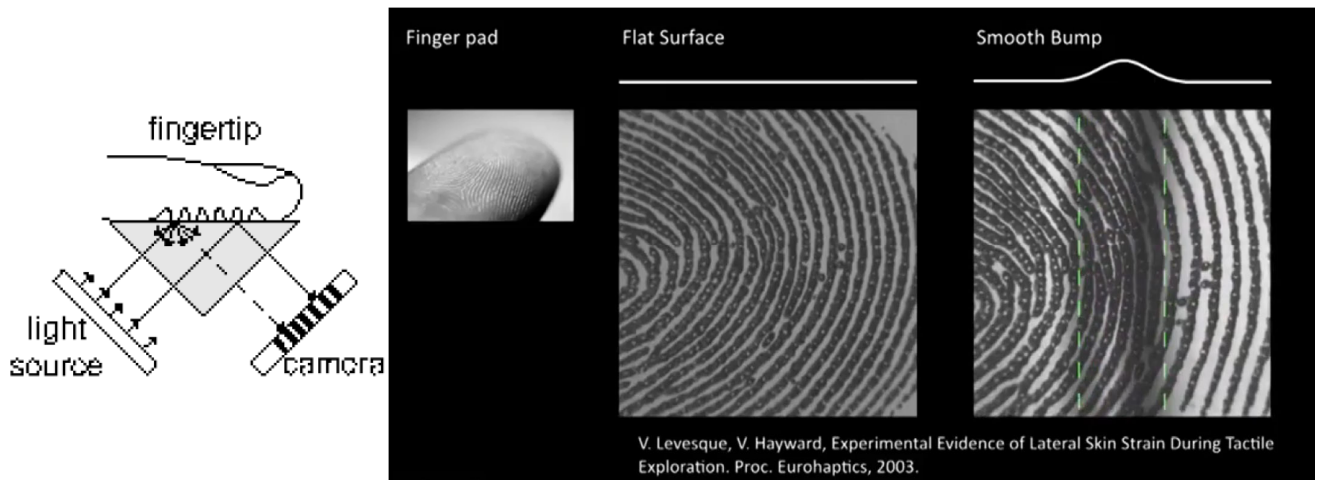 fingertip
light
source
camera
Finger pad
Flat Surface
Smooth Bump
V. Levesque, V. Hayward, Experimental Evidence of Lateral Skin Strain During Tactile
Exploration. Proc. Eurohaptics, 2003.